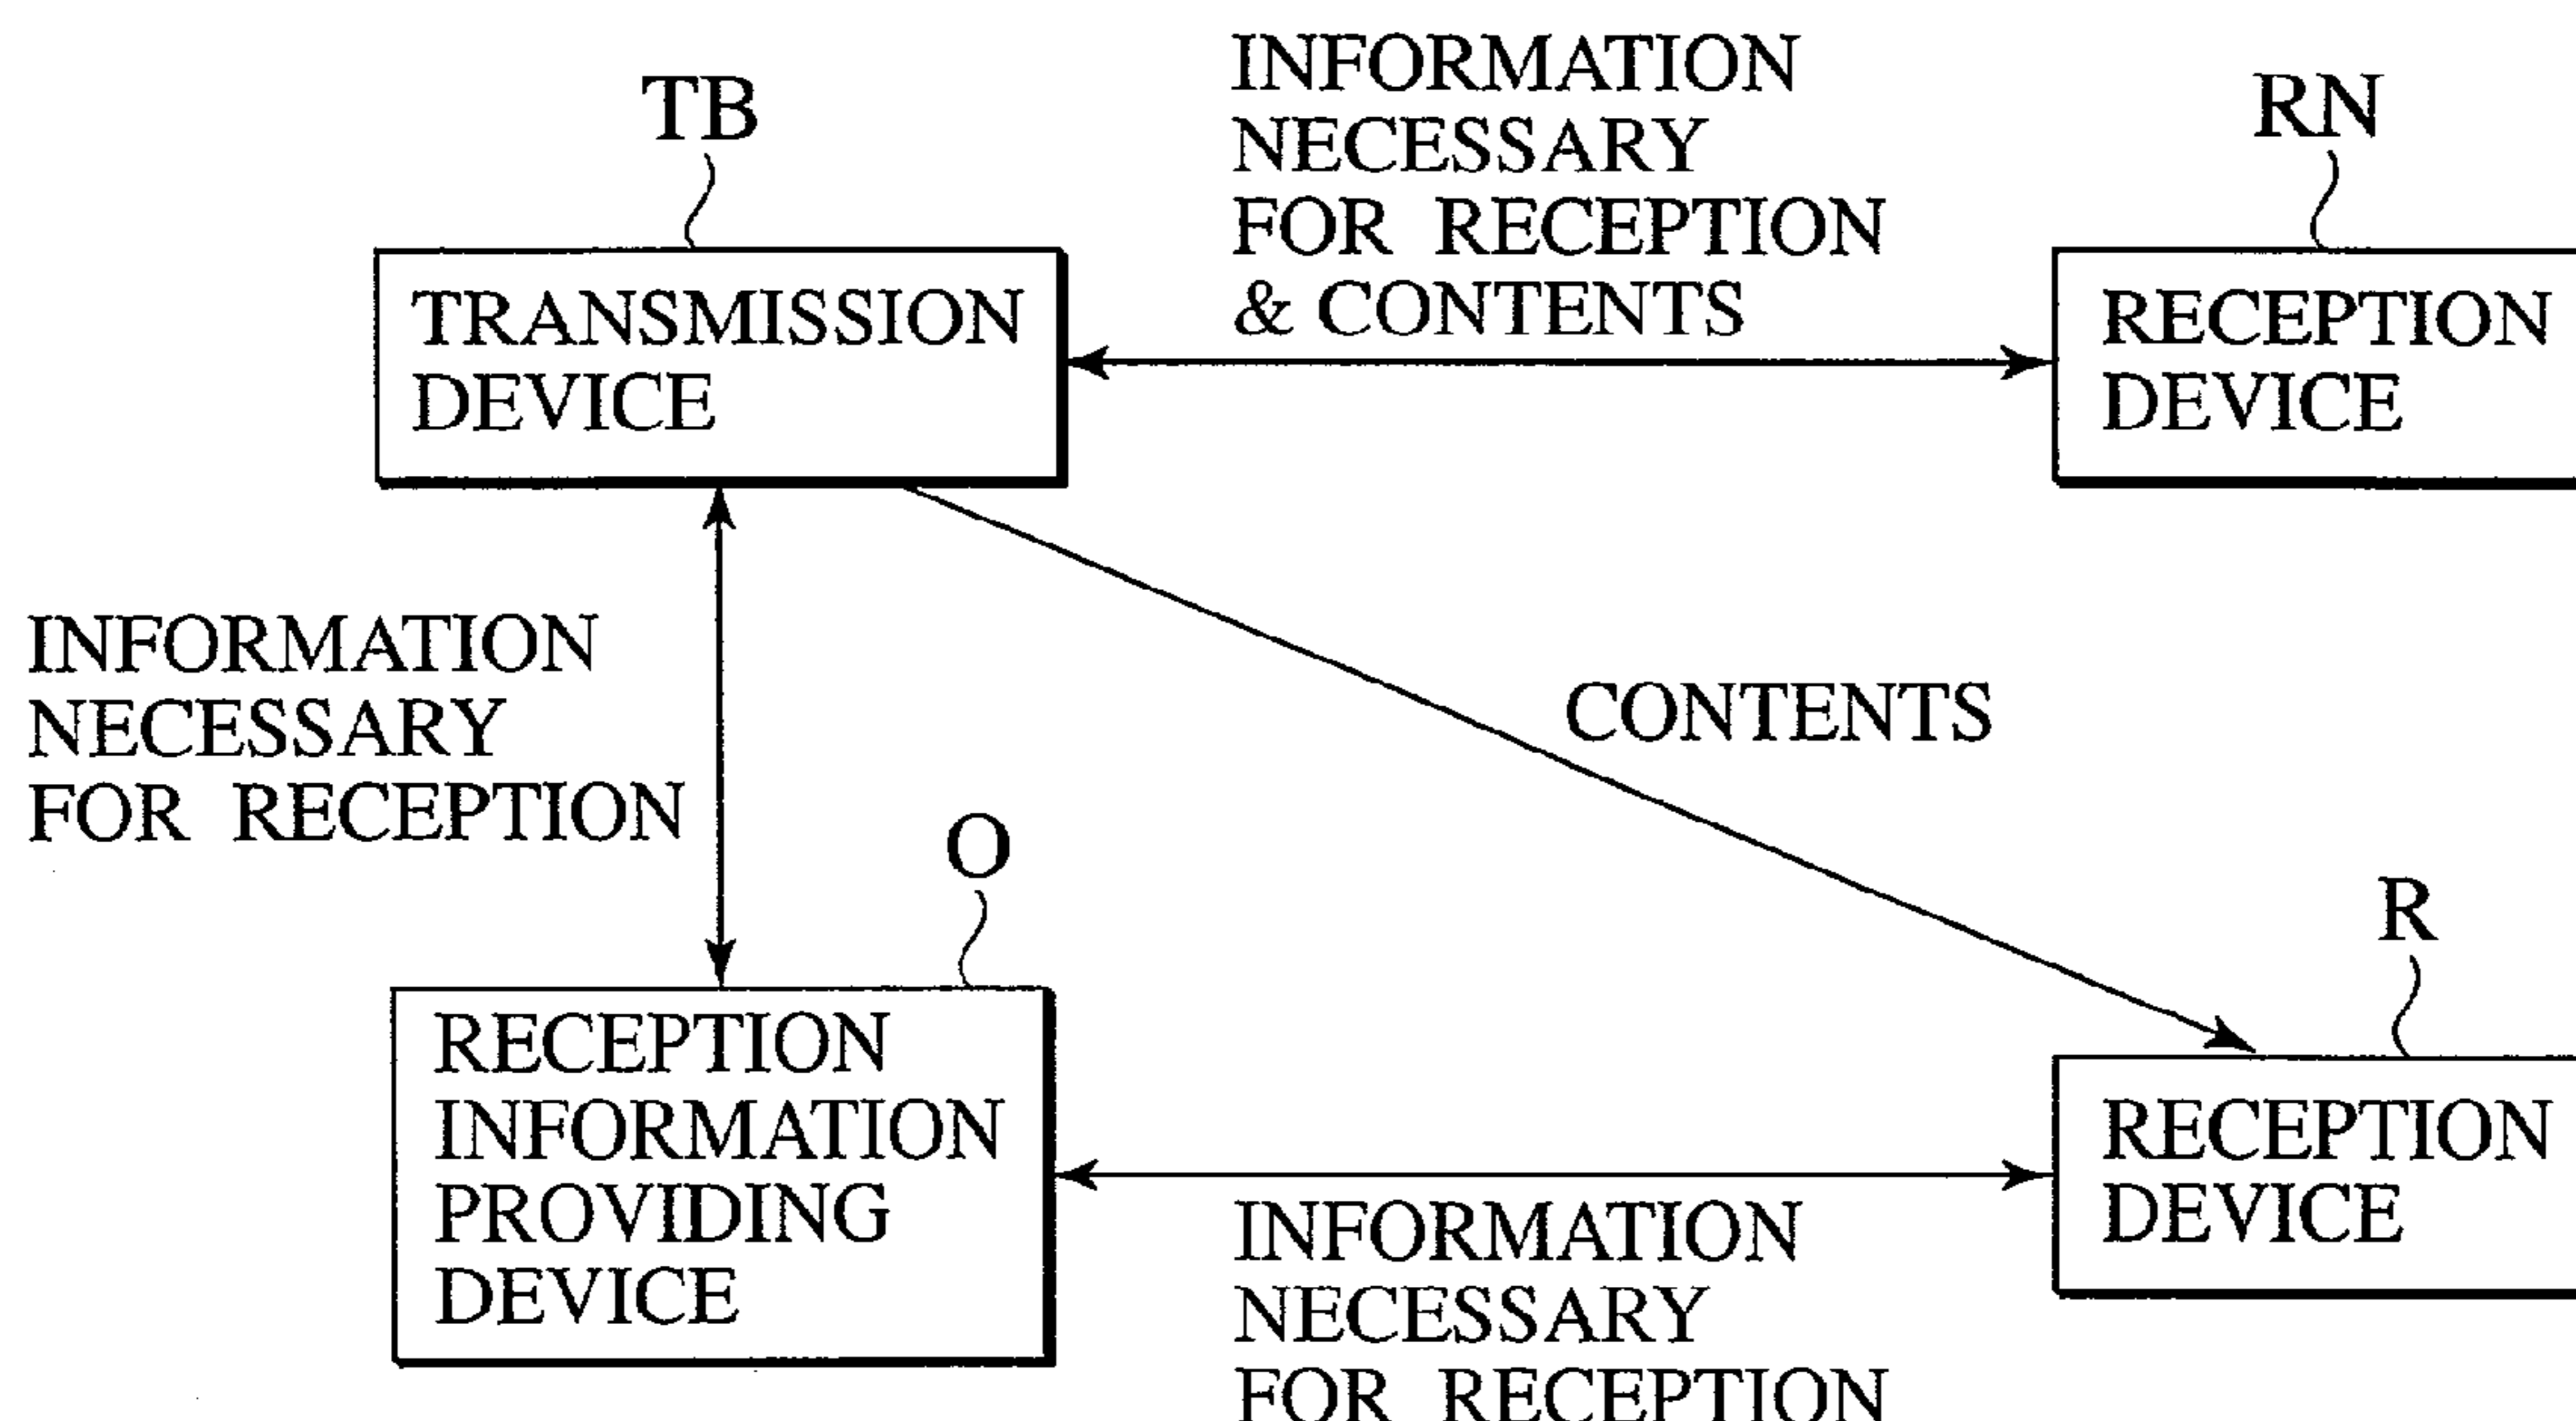 TB
INFORMATION
NECESSARY
FOR RECEPTION
& CONTENTS
RN
TRANSMISSION
DEVICE
RECEPTION
DEVICE
INFORMATION
NECESSARY
FOR RECEPTION
CONTENTS
O
R
RECEPTION
INFORMATION
PROVIDING
DEVICE
INFORMATION
NECESSARY
FOR RECEPTION
RECEPTION
DEVICE